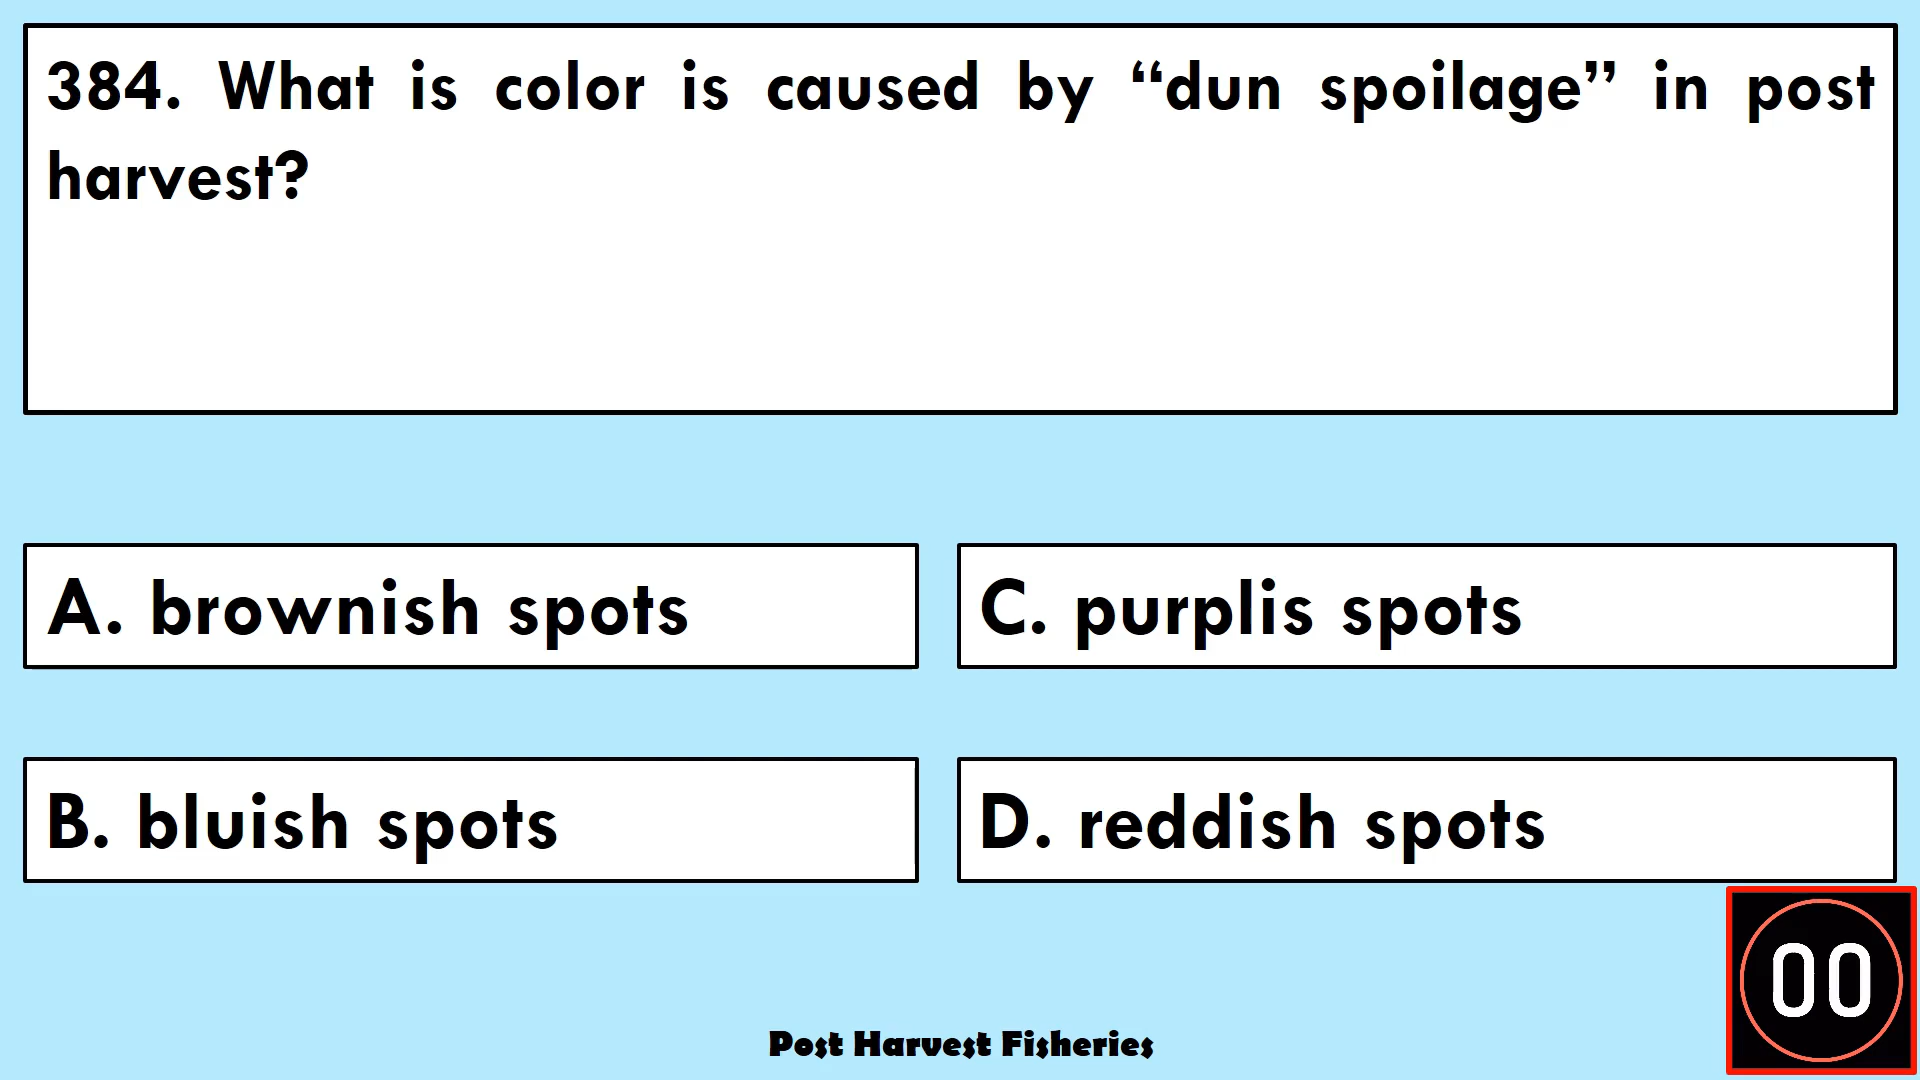 384. What is color is caused by “dun spoilage” in post
harvest?
A. brownish spots
C. purplis spots
B. bluish spots
D. reddish spots
00
Post Harvest Fisheries